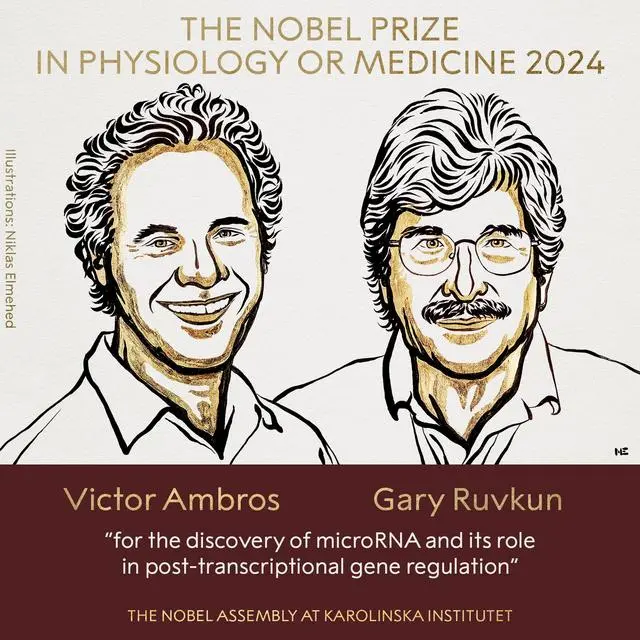 THE NOBEL PRIZE
IN PHYSIOLOGY OR MEDICINE 2024
Illustrations: Niklas Elmehed
NE
Victor Ambros
Gary Ruvkun
“for the discovery of microRNA and its role
in post-transcriptional gene regulation”
THE NOBEL ASSEMBLY AT KAROLINSKA INSTITUTET